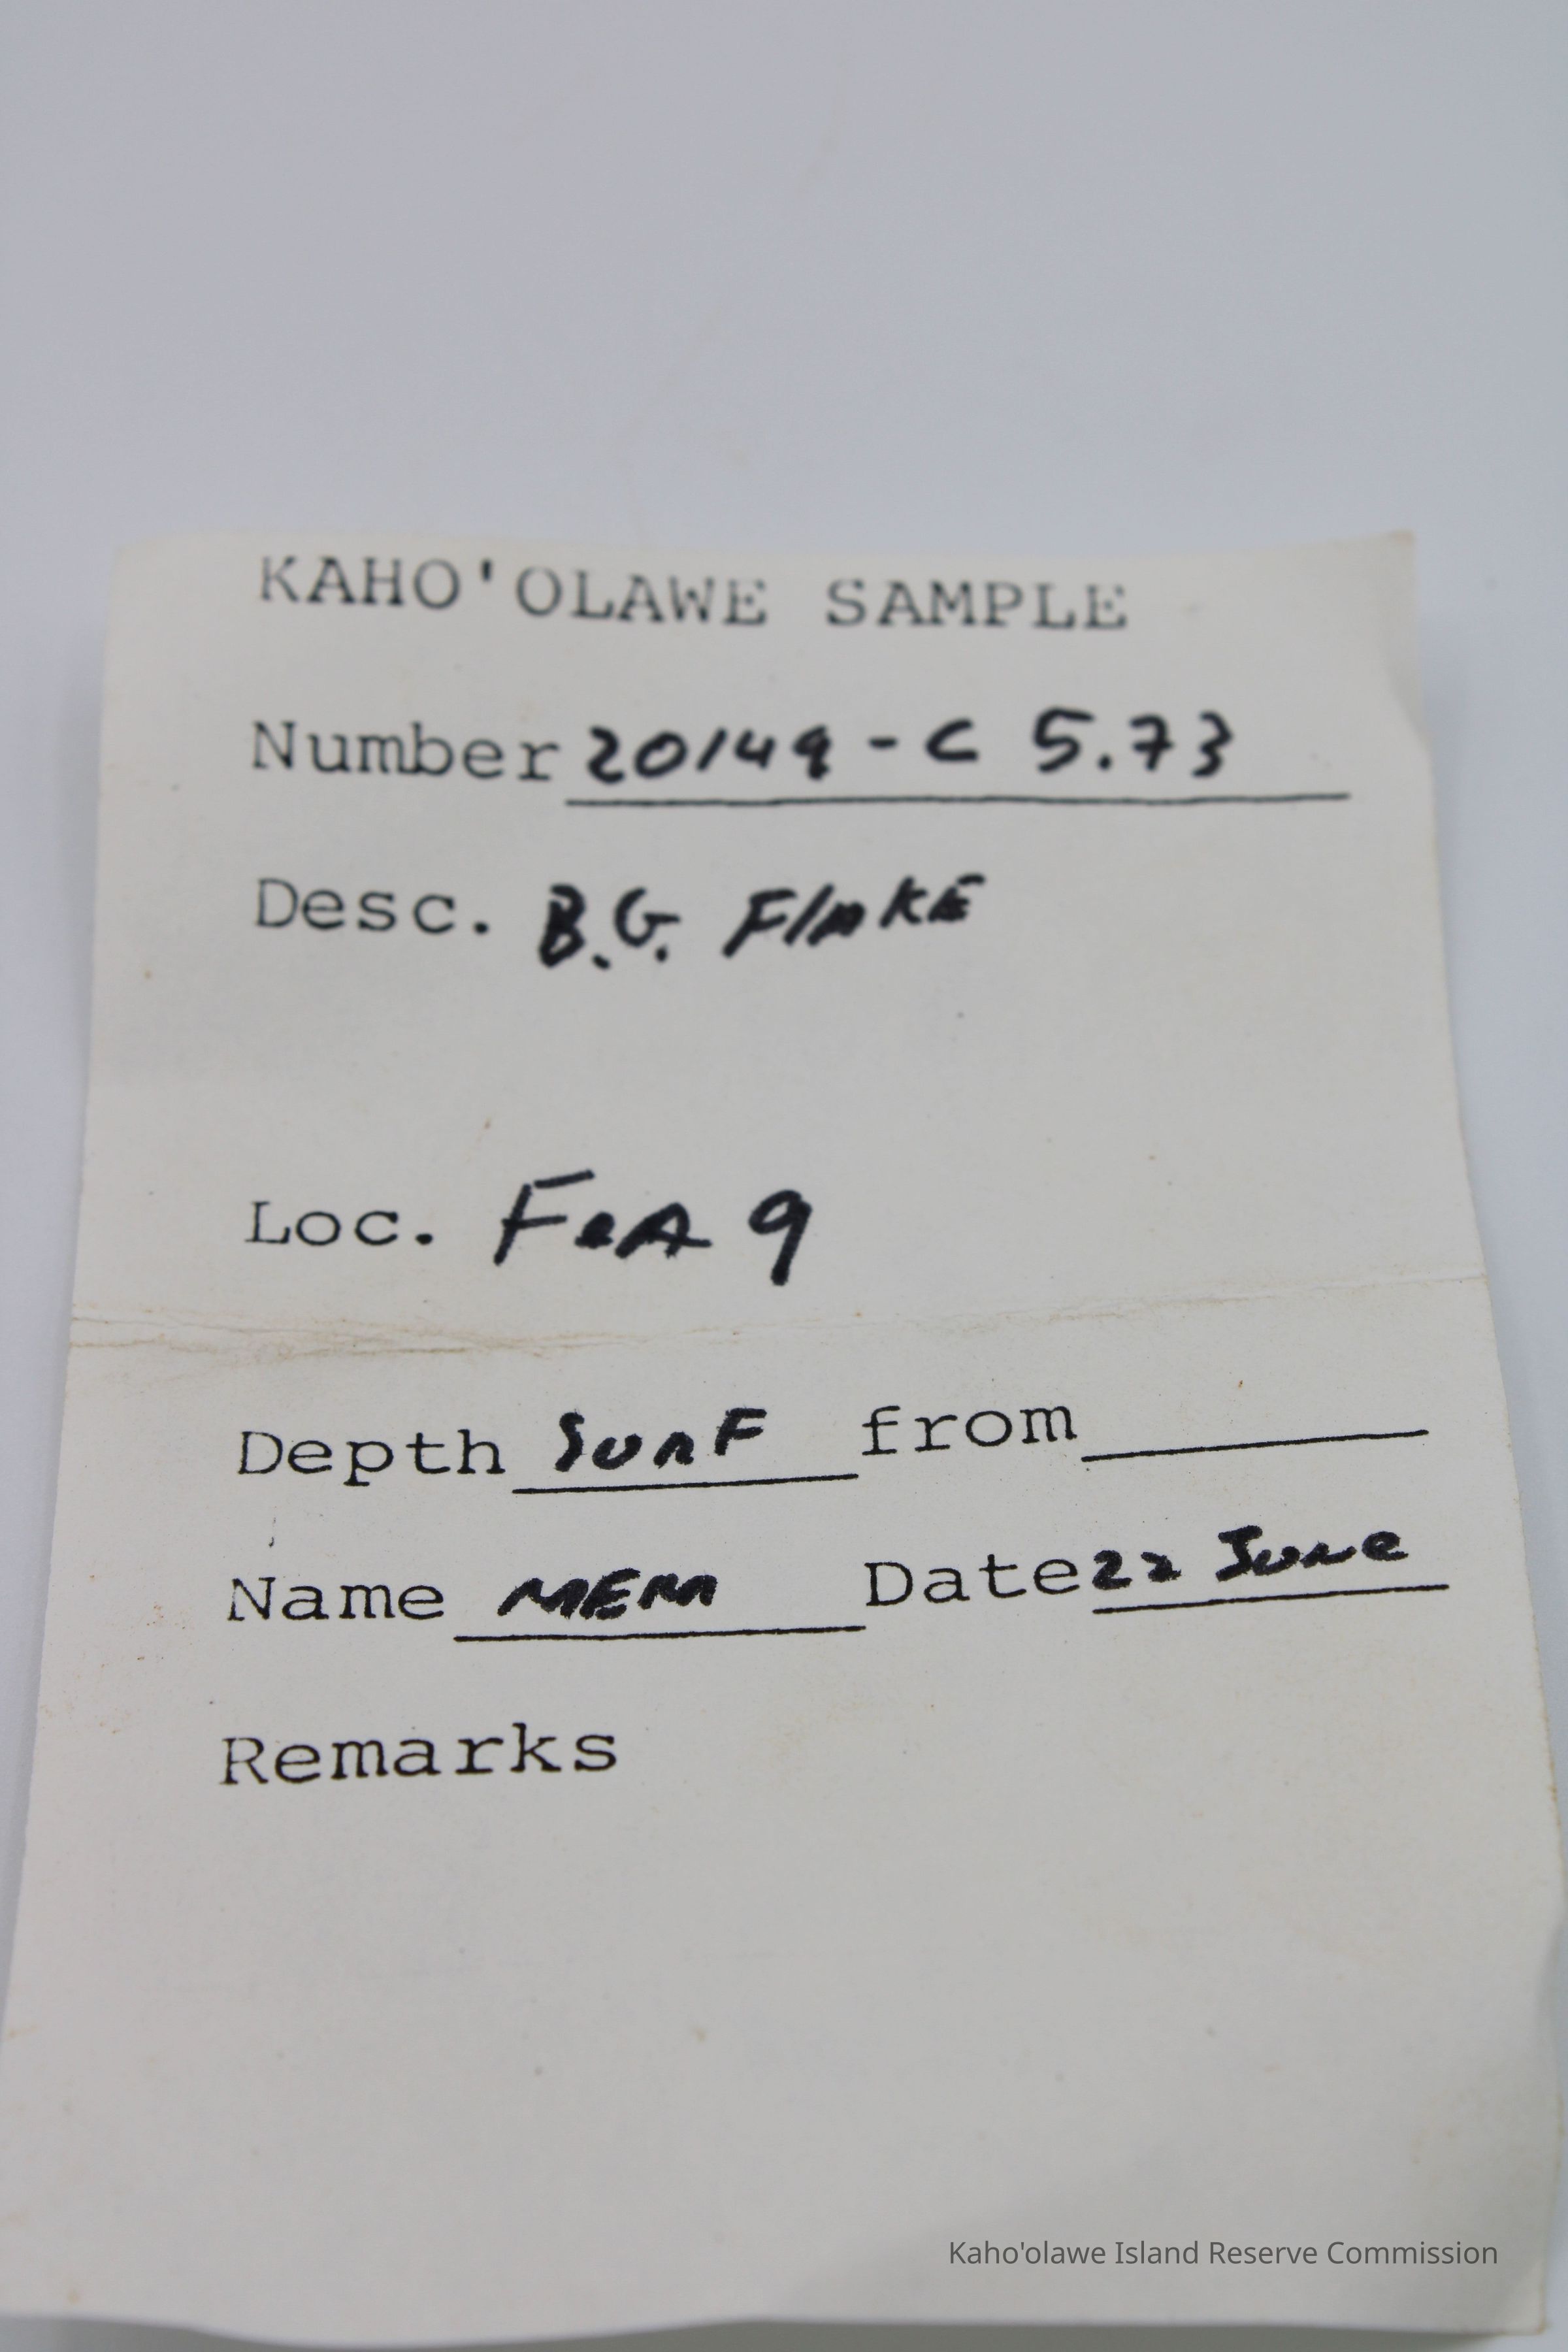 KAHO'OLAWE SAMPLE
Number 20149 - C 5.73
Desc. B.G. FlAKE
Loc. FeA 9
Depth SURF from
Name MEM Date 22 June
Remarks
Kaho'olawe Island Reserve Commission